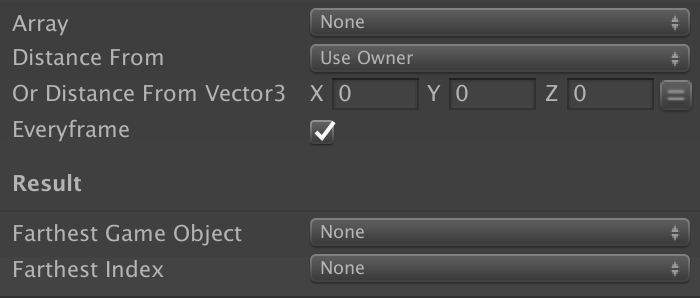 Array None
Distance From Use Owner
Or Distance From Vector3 X 0 Y 0 Z 0
Everyframe
Result
Farthest Game Object None
Farthest Index None